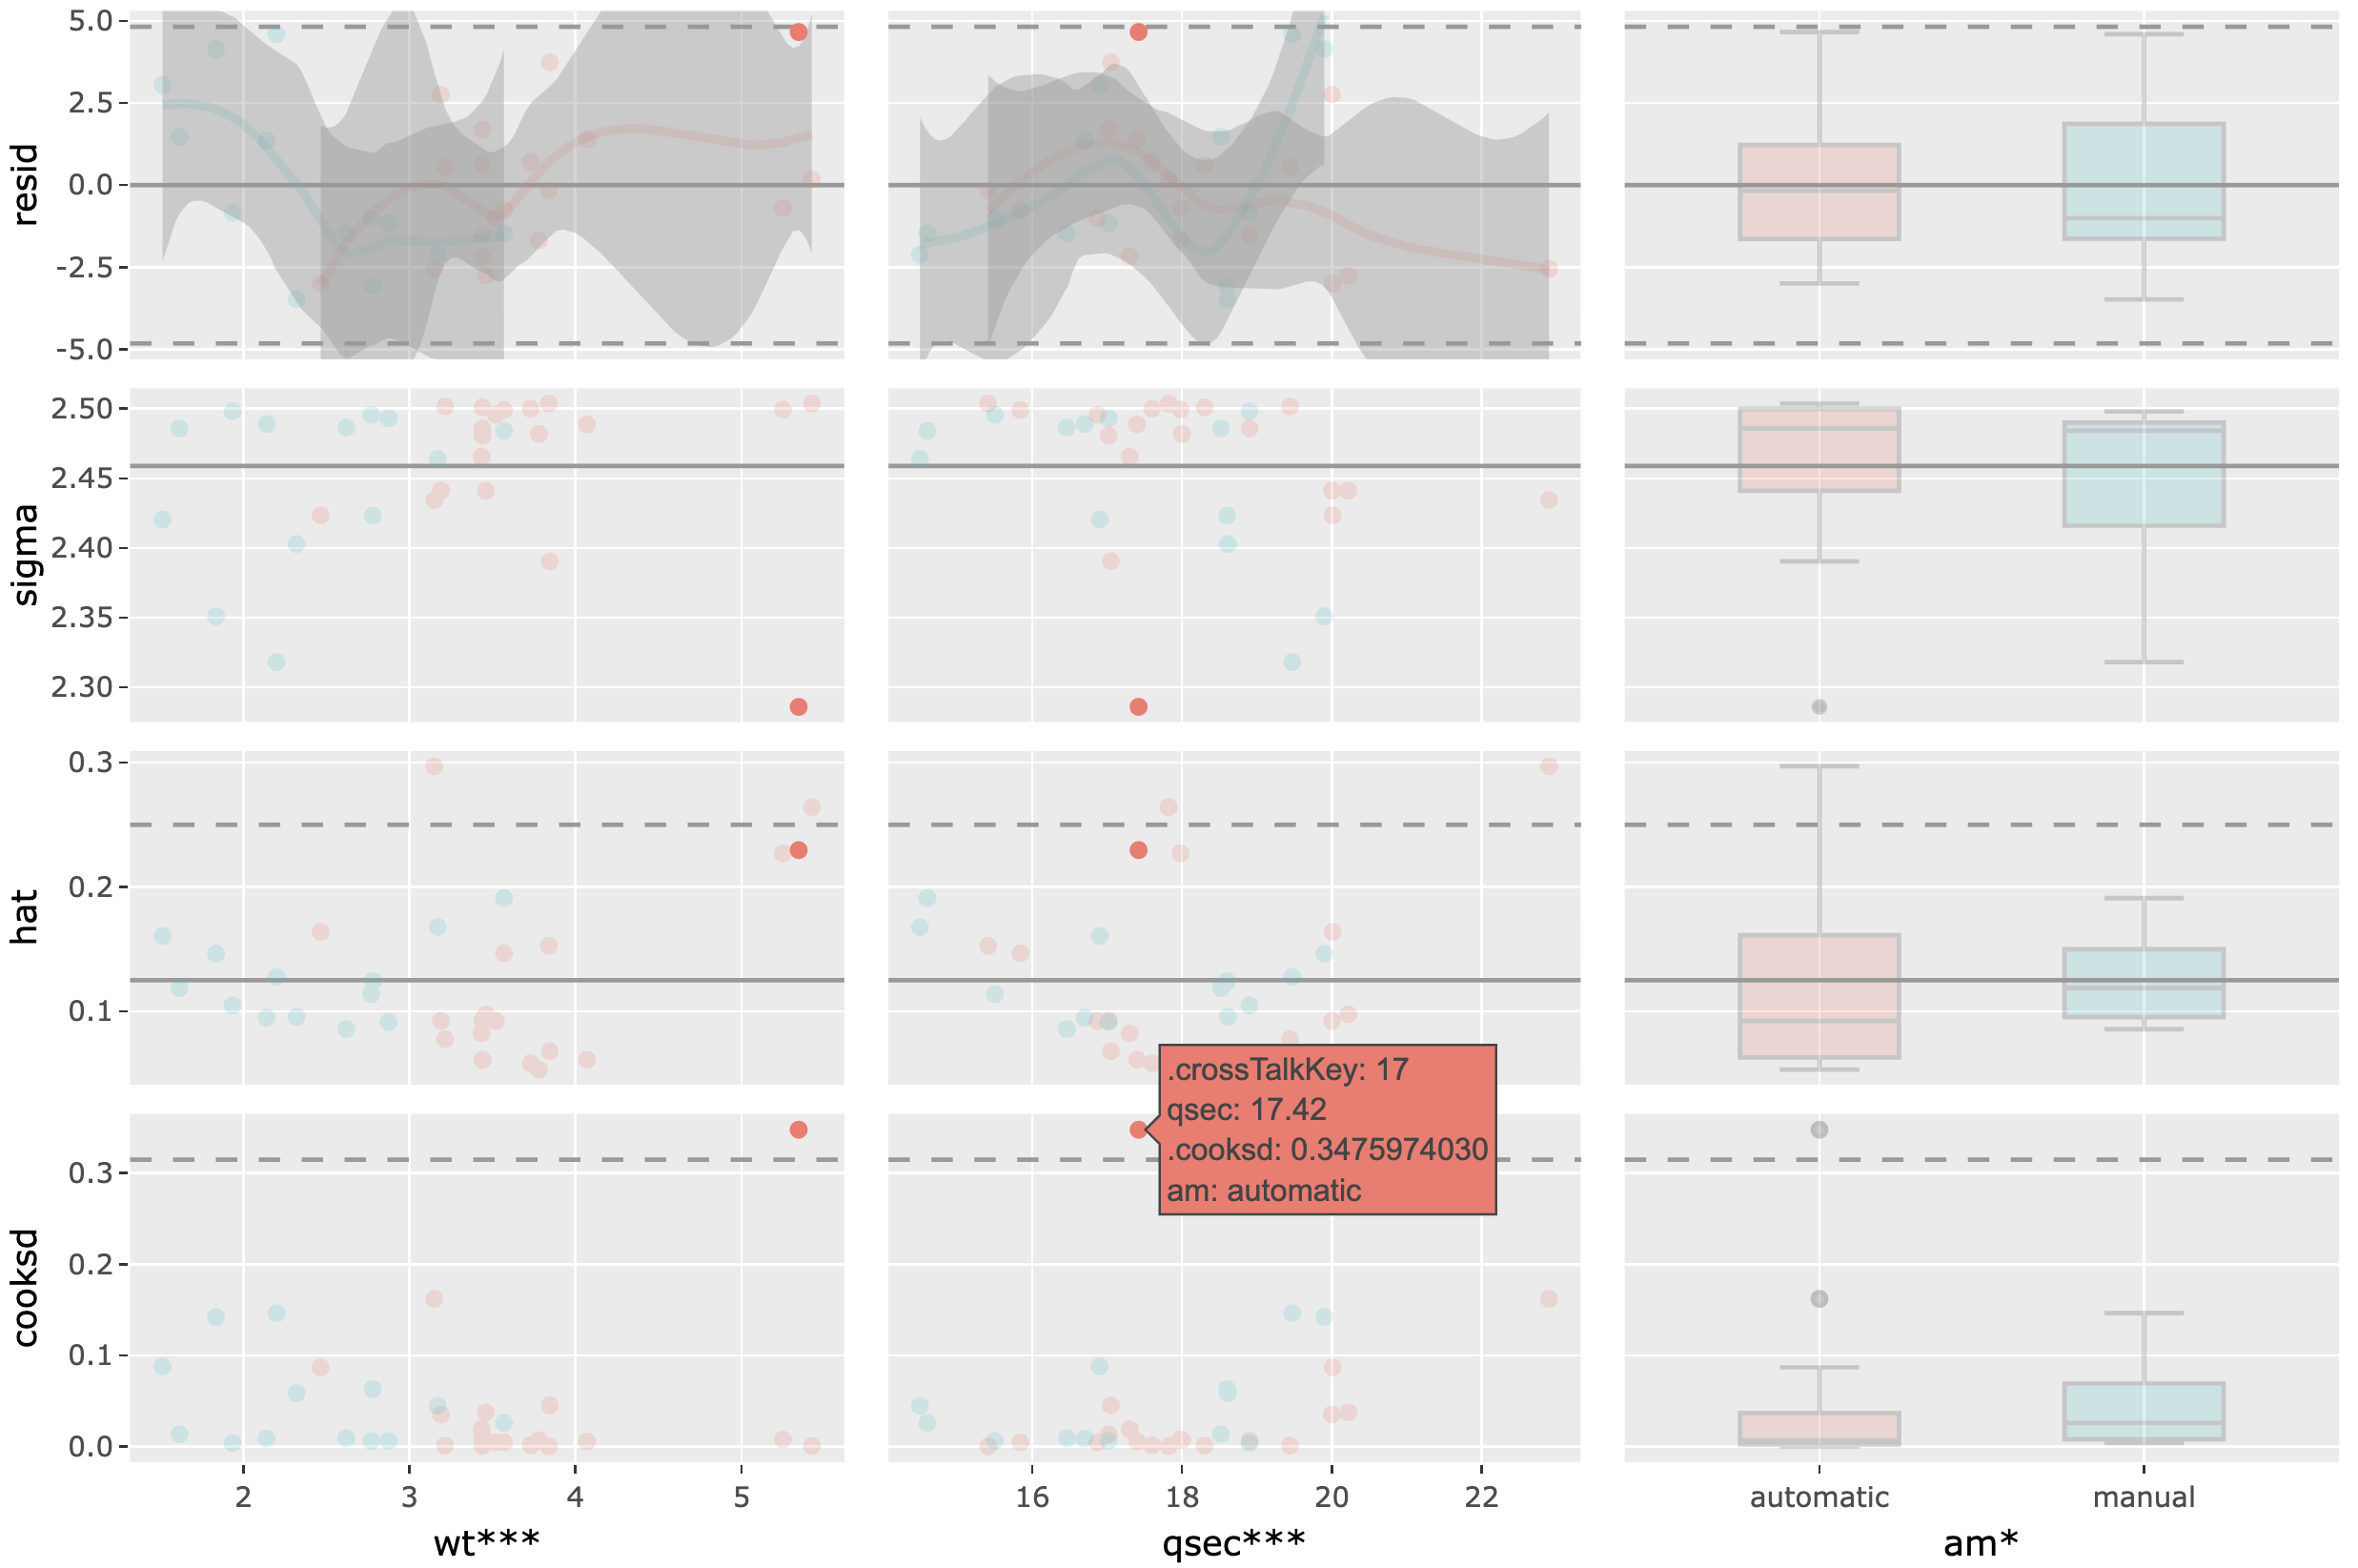 resid
5.0
2.5
0.0
-2.5
-5.0
sigma
2.50
2.45
2.40
2.35
2.30
hat
0.3
0.2
0.1
cooksd
0.3
0.2
0.1
0.0
.crossTalkKey: 17
qsec: 17.42
.cooksd: 0.3475974030
am: automatic
2 3 4 5
16 18 20 22
automatic manual
wt***
qsec***
am*